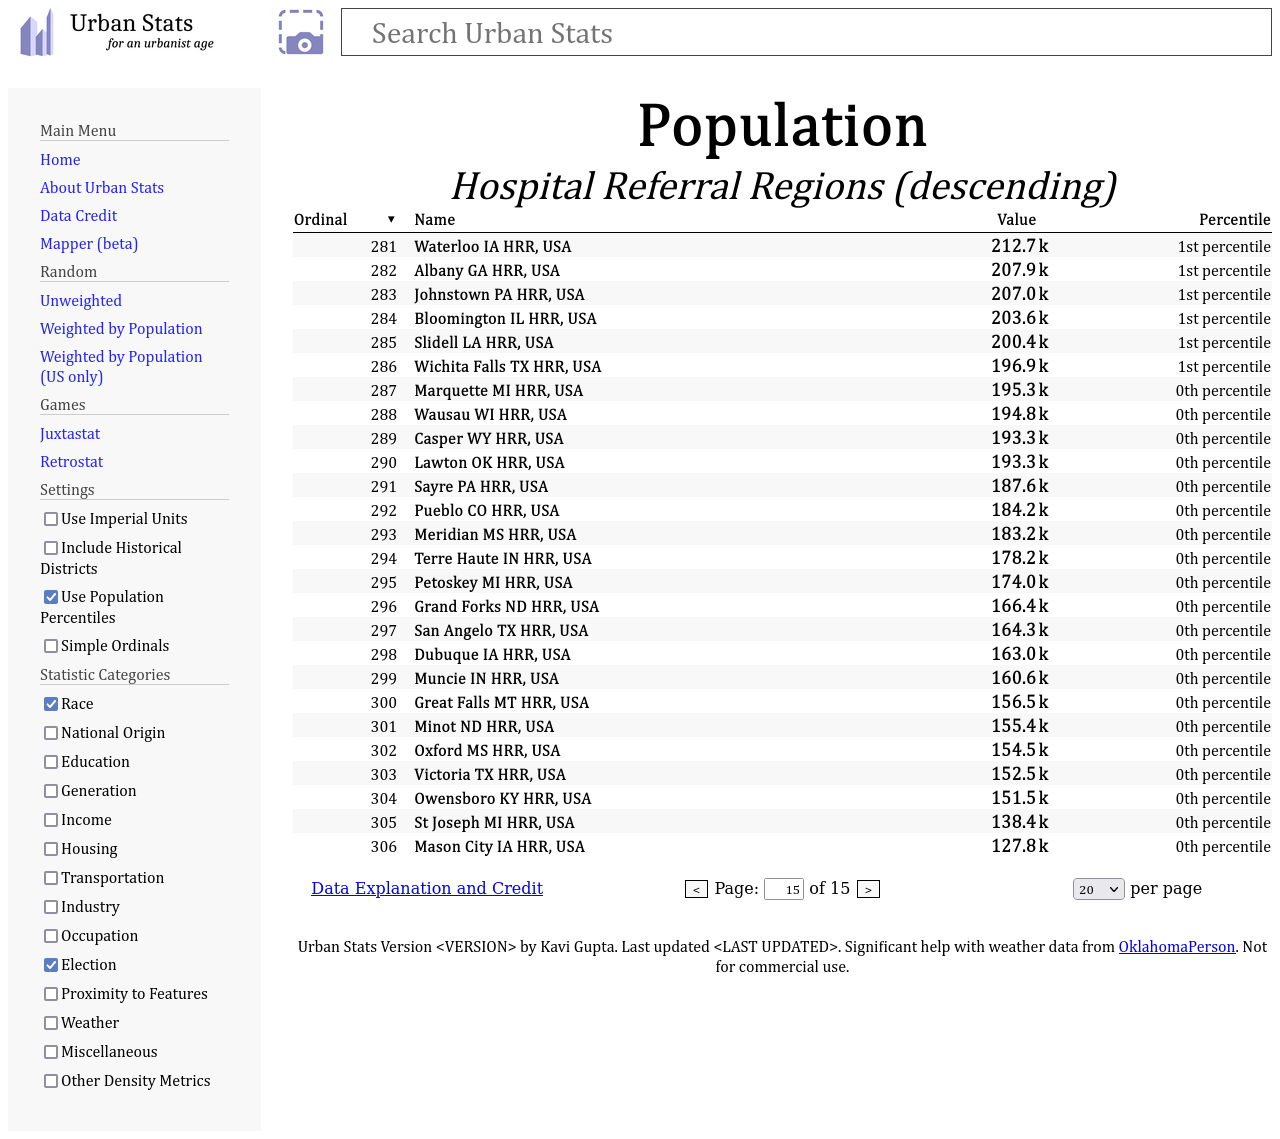 Urban Stats
for an urbanist age
Search Urban Stats
Main Menu
Home
About Urban Stats
Data Credit
Mapper (beta)
Random
Unweighted
Weighted by Population
Weighted by Population
(US only)
Games
Juxtastat
Retrostat
Settings
Use Imperial Units
Include Historical
Districts
Use Population
Percentiles
Simple Ordinals
Statistic Categories
Race
National Origin
Education
Generation
Income
Housing
Transportation
Industry
Occupation
Election
Proximity to Features
Weather
Miscellaneous
Other Density Metrics
Population
Hospital Referral Regions (descending)
Ordinal ▼ Name Value Percentile
281 Waterloo IA HRR, USA 212.7 k 1st percentile
282 Albany GA HRR, USA 207.9 k 1st percentile
283 Johnstown PA HRR, USA 207.0 k 1st percentile
284 Bloomington IL HRR, USA 203.6 k 1st percentile
285 Slidell LA HRR, USA 200.4 k 1st percentile
286 Wichita Falls TX HRR, USA 196.9 k 1st percentile
287 Marquette MI HRR, USA 195.3 k 0th percentile
288 Wausau WI HRR, USA 194.8 k 0th percentile
289 Casper WY HRR, USA 193.3 k 0th percentile
290 Lawton OK HRR, USA 193.3 k 0th percentile
291 Sayre PA HRR, USA 187.6 k 0th percentile
292 Pueblo CO HRR, USA 184.2 k 0th percentile
293 Meridian MS HRR, USA 183.2 k 0th percentile
294 Terre Haute IN HRR, USA 178.2 k 0th percentile
295 Petoskey MI HRR, USA 174.0 k 0th percentile
296 Grand Forks ND HRR, USA 166.4 k 0th percentile
297 San Angelo TX HRR, USA 164.3 k 0th percentile
298 Dubuque IA HRR, USA 163.0 k 0th percentile
299 Muncie IN HRR, USA 160.6 k 0th percentile
300 Great Falls MT HRR, USA 156.5 k 0th percentile
301 Minot ND HRR, USA 155.4 k 0th percentile
302 Oxford MS HRR, USA 154.5 k 0th percentile
303 Victoria TX HRR, USA 152.5 k 0th percentile
304 Owensboro KY HRR, USA 151.5 k 0th percentile
305 St Joseph MI HRR, USA 138.4 k 0th percentile
306 Mason City IA HRR, USA 127.8 k 0th percentile
Data Explanation and Credit < Page: 15 of 15 > 20 per page
Urban Stats Version <VERSION> by Kavi Gupta. Last updated <LAST UPDATED>. Significant help with weather data from OklahomaPerson. Not
for commercial use.